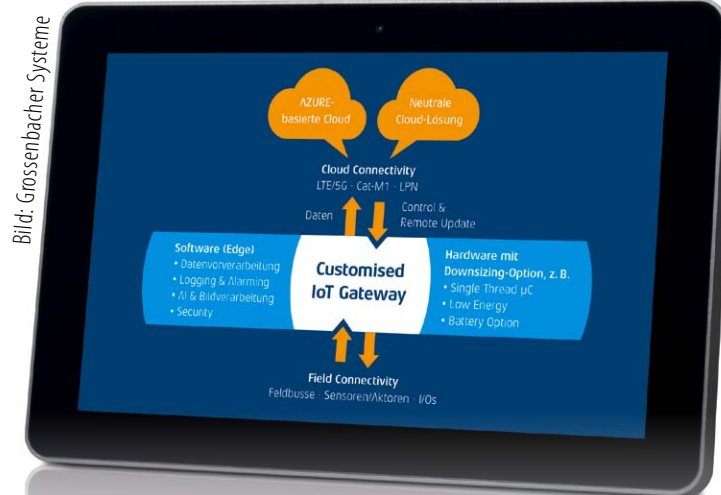 Bild: Grossenbacher Systeme
AZURE-
basierte Cloud
Neutrale
Cloud-Lösung
Cloud Connectivity
LTE/5G · Cat-M1 · LPN
Daten
Control &
Remote Update
Software (Edge)
• Datenvorverarbeitung
• Logging & Alarming
• AI & Bildverarbeitung
• Security
Customised
IoT Gateway
Hardware mit
Downsizing-Option, z. B.
• Single Thread µC
• Low Energy
• Battery Option
Field Connectivity
Feldbusse · Sensoren/Aktoren · I/Os